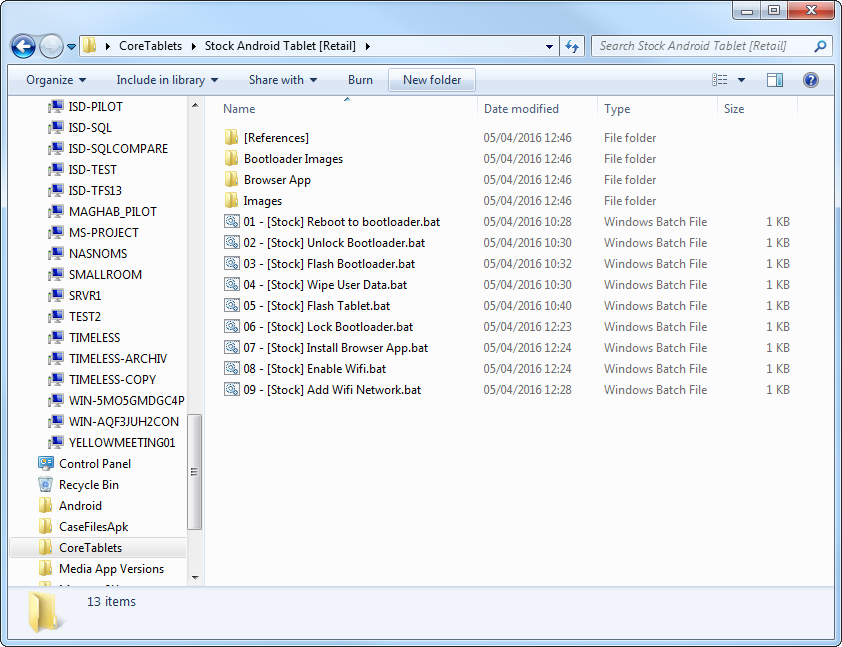 CoreTablets Stock Android Tablet [Retail]
Search Stock Android Tablet [Retail]
Organize Include in library Share with Burn New folder
ISD-PILOT
ISD-SQL
ISD-SQLCOMPARE
ISD-TEST
ISD-TFS13
MAGHAB_PILOT
MS-PROJECT
NASNOMS
SMALLROOM
SRVR1
TEST2
TIMELESS
TIMELESS-ARCHIV
TIMELESS-COPY
WIN-5MO5GMDGC4P
WIN-AQF3JUH2CON
YELLOWMEETING01
Control Panel
Recycle Bin
Android
CaseFilesApk
CoreTablets
Media App Versions
Name Date modified Type Size
[References] 05/04/2016 12:46 File folder
Bootloader Images 05/04/2016 12:46 File folder
Browser App 05/04/2016 12:46 File folder
Images 05/04/2016 12:46 File folder
01 - [Stock] Reboot to bootloader.bat 05/04/2016 10:28 Windows Batch File 1 KB
02 - [Stock] Unlock Bootloader.bat 05/04/2016 10:30 Windows Batch File 1 KB
03 - [Stock] Flash Bootloader.bat 05/04/2016 10:32 Windows Batch File 1 KB
04 - [Stock] Wipe User Data.bat 05/04/2016 10:30 Windows Batch File 1 KB
05 - [Stock] Flash Tablet.bat 05/04/2016 10:40 Windows Batch File 1 KB
06 - [Stock] Lock Bootloader.bat 05/04/2016 12:23 Windows Batch File 1 KB
07 - [Stock] Install Browser App.bat 05/04/2016 12:24 Windows Batch File 1 KB
08 - [Stock] Enable Wifi.bat 05/04/2016 12:24 Windows Batch File 1 KB
09 - [Stock] Add Wifi Network.bat 05/04/2016 12:28 Windows Batch File 1 KB
13 items